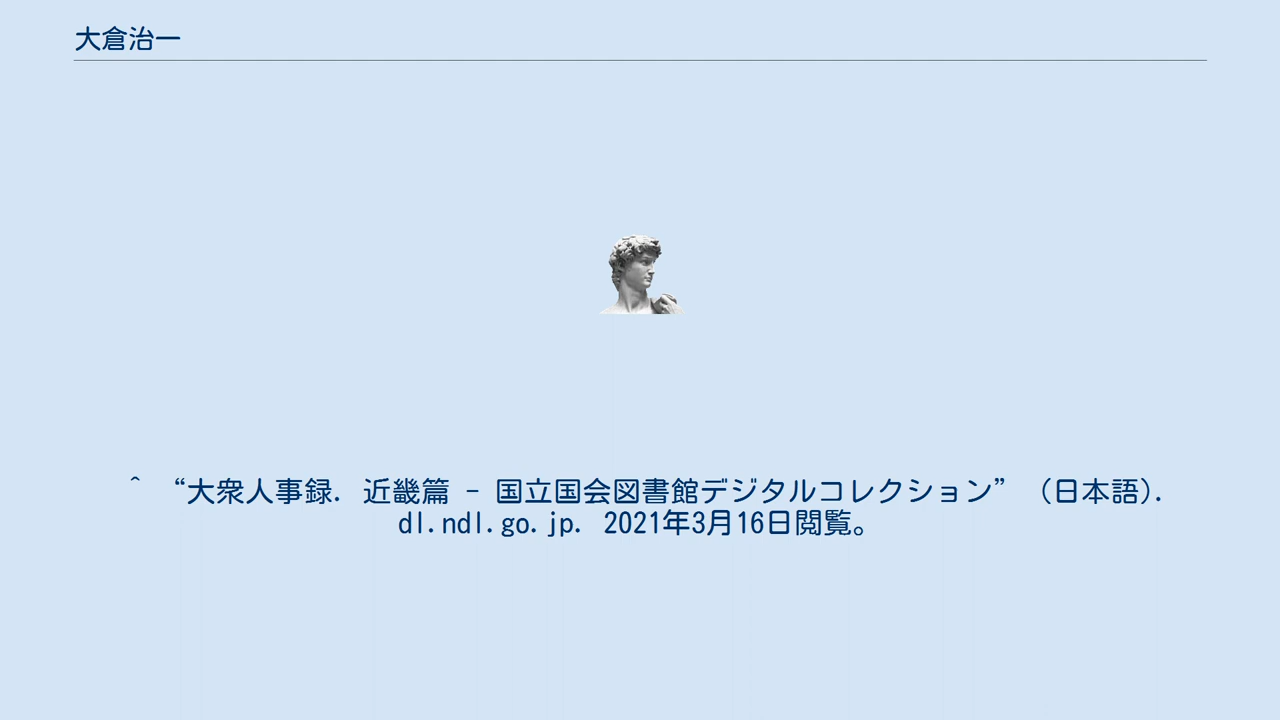 大倉治一
^ “大衆人事録. 近畿篇 - 国立国会図書館デジタルコレクション” (日本語).
dl.ndl.go.jp. 2021年3月16日閲覧。